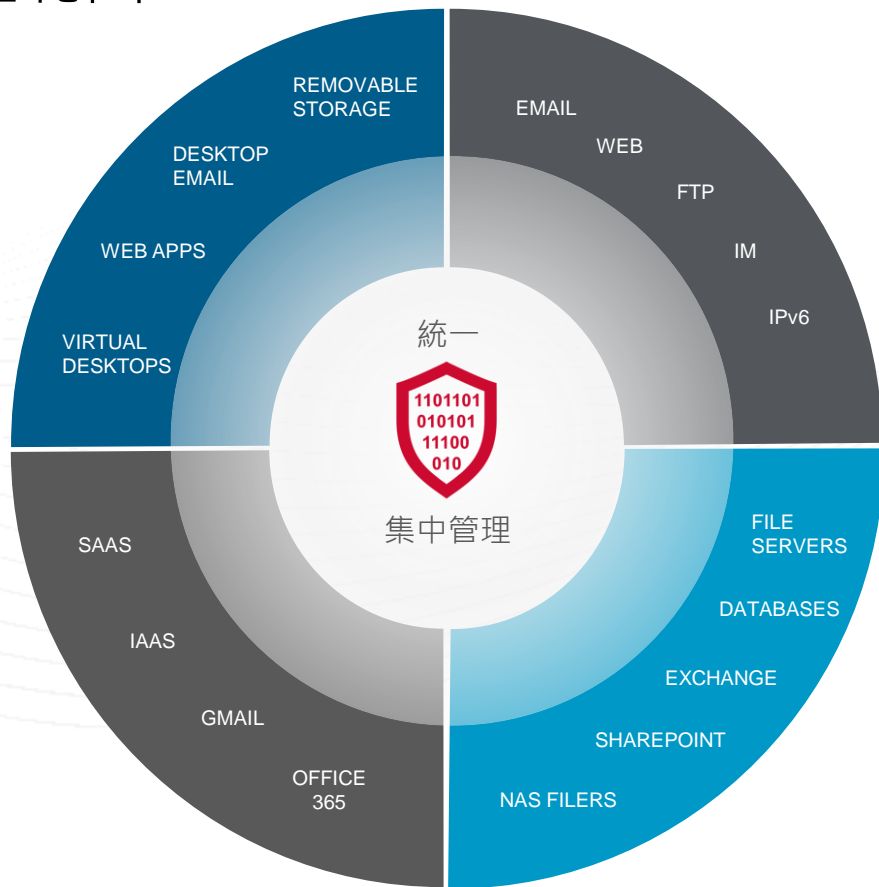 REMOVABLE
STORAGE
DESKTOP
EMAIL
WEB APPS
VIRTUAL
DESKTOPS
EMAIL
WEB
FTP
IM
IPv6
統一
1101101
010101
11100
010
集中管理
SAAS
IAAS
GMAIL
OFFICE
365
FILE
SERVERS
DATABASES
EXCHANGE
SHAREPOINT
NAS FILERS